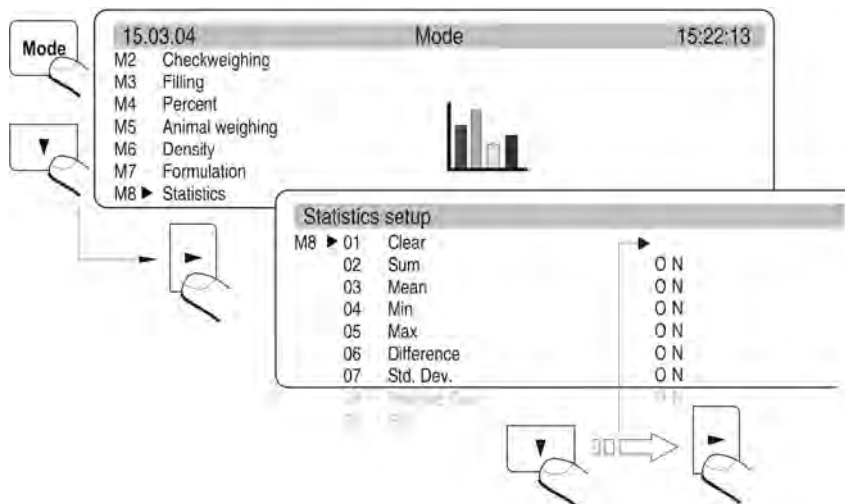 Mode
15.03.04 Mode 15:22:13
M2 Checkweighing
M3 Filling
M4 Percent
M5 Animal weighing
M6 Density
M7 Formulation
M8 ► Statistics
Statistics setup
M8 ► 01 Clear ►
02 Sum O N
03 Mean O N
04 Min O N
05 Max O N
06 Difference O N
07 Std. Dev. O N